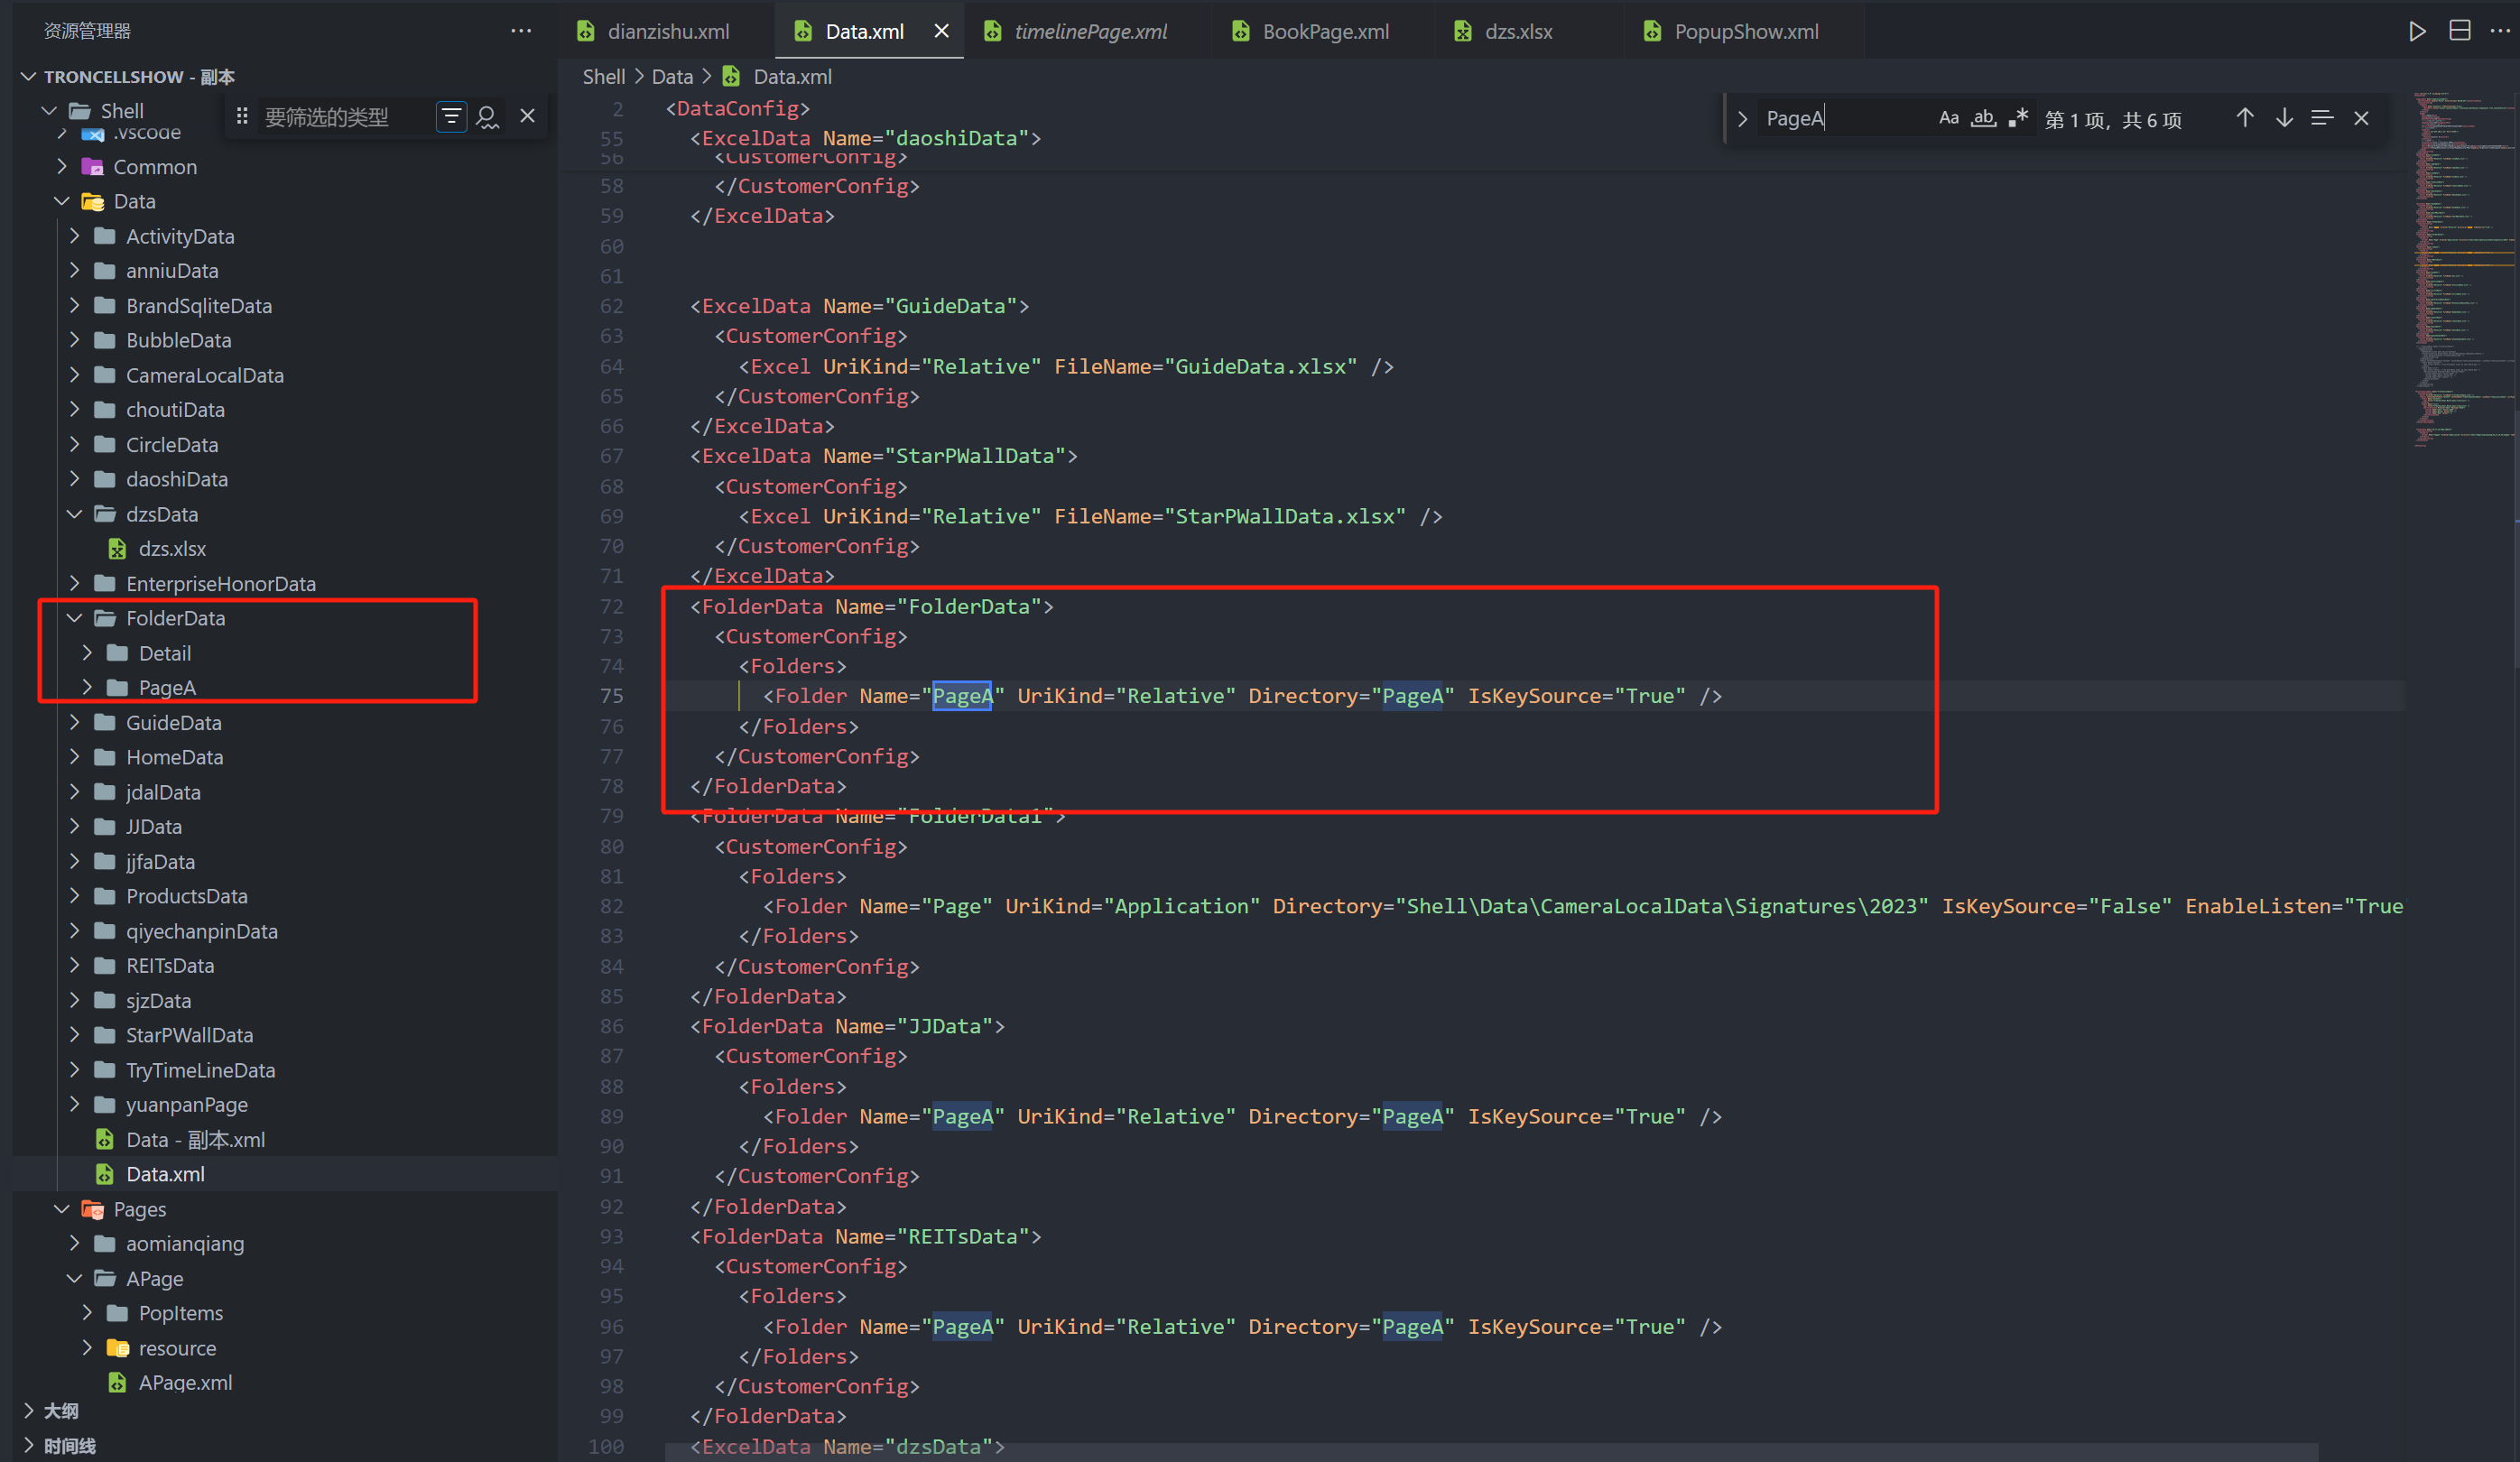 资源管理器
dianzishu.xml
Data.xml
timelinePage.xml
BookPage.xml
dzs.xlsx
PopupShow.xml
TRONCELLSHOW - 副本
Shell
要筛选的类型
.vscode
Common
Data
ActivityData
anniuData
BrandSqliteData
BubbleData
CameraLocalData
choutiData
CircleData
daoshiData
dzsData
dzs.xlsx
EnterpriseHonorData
FolderData
Detail
PageA
GuideData
HomeData
jdalData
JJData
jjfaData
ProductsData
qiyechanpinData
REITsData
sjzData
StarPWallData
TryTimeLineData
yuanpanPage
Data - 副本.xml
Data.xml
Pages
aomianqiang
APage
PopItems
resource
APage.xml
大纲
时间线
Shell > Data > Data.xml
PageA
Aa ab 第 1 项，共 6 项
2 <DataConfig>
55 <ExcelData Name="daoshiData">
56 <CustomerConfig>
58 </CustomerConfig>
59 </ExcelData>
60
61
62 <ExcelData Name="GuideData">
63 <CustomerConfig>
64 <Excel UriKind="Relative" FileName="GuideData.xlsx" />
65 </CustomerConfig>
66 </ExcelData>
67 <ExcelData Name="StarPWallData">
68 <CustomerConfig>
69 <Excel UriKind="Relative" FileName="StarPWallData.xlsx" />
70 </CustomerConfig>
71 </ExcelData>
72 <FolderData Name="FolderData">
73 <CustomerConfig>
74 <Folders>
75 <Folder Name="PageA" UriKind="Relative" Directory="PageA" IsKeySource="True" />
76 </Folders>
77 </CustomerConfig>
78 </FolderData>
79 <FolderData Name="FolderData1">
80 <CustomerConfig>
81 <Folders>
82 <Folder Name="Page" UriKind="Application" Directory="Shell\Data\CameraLocalData\Signatures\2023" IsKeySource="False" EnableListen="True
83 </Folders>
84 </CustomerConfig>
85 </FolderData>
86 <FolderData Name="JJData">
87 <CustomerConfig>
88 <Folders>
89 <Folder Name="PageA" UriKind="Relative" Directory="PageA" IsKeySource="True" />
90 </Folders>
91 </CustomerConfig>
92 </FolderData>
93 <FolderData Name="REITsData">
94 <CustomerConfig>
95 <Folders>
96 <Folder Name="PageA" UriKind="Relative" Directory="PageA" IsKeySource="True" />
97 </Folders>
98 </CustomerConfig>
99 </FolderData>
100 <ExcelData Name="dzsData">